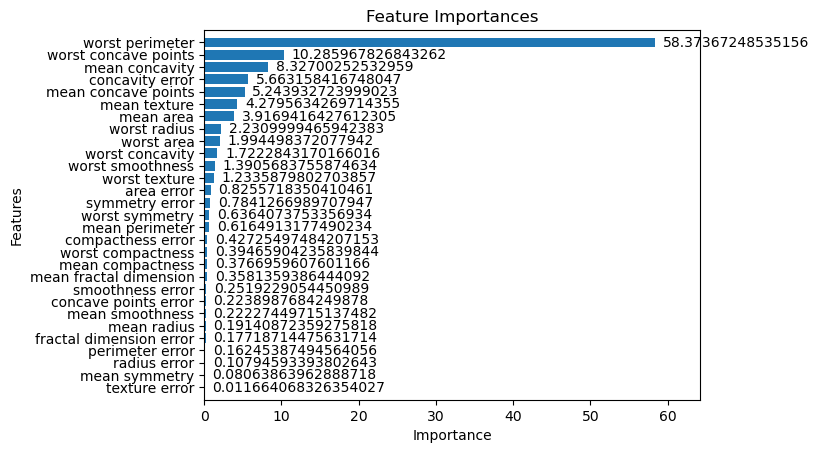 Feature Importances
worst perimeter 58.37367248535156
worst concave points 10.285967826843262
mean concavity 8.32700252532959
concavity error 5.663158416748047
mean concave points 5.243932723999023
mean texture 4.2795634269714355
mean area 3.9169416427612305
worst radius 2.2309999465942383
worst area 1.994498372077942
worst concavity 1.7222843170166016
worst smoothness 1.3905683755874634
worst texture 1.2335879802703857
area error 0.8255718350410461
symmetry error 0.7841266989707947
worst symmetry 0.6364073753356934
mean perimeter 0.6164913177490234
compactness error 0.42725497484207153
worst compactness 0.39465904235839844
mean compactness 0.3766959607601166
mean fractal dimension 0.3581359386444092
smoothness error 0.2519229054450989
concave points error 0.2238987684249878
mean smoothness 0.22227449715137482
mean radius 0.19140872359275818
fractal dimension error 0.17718714475631714
perimeter error 0.16245387494564056
radius error 0.10794593393802643
mean symmetry 0.08063863962888718
texture error 0.011664068326354027
Features
0 10 20 30 40 50 60
Importance